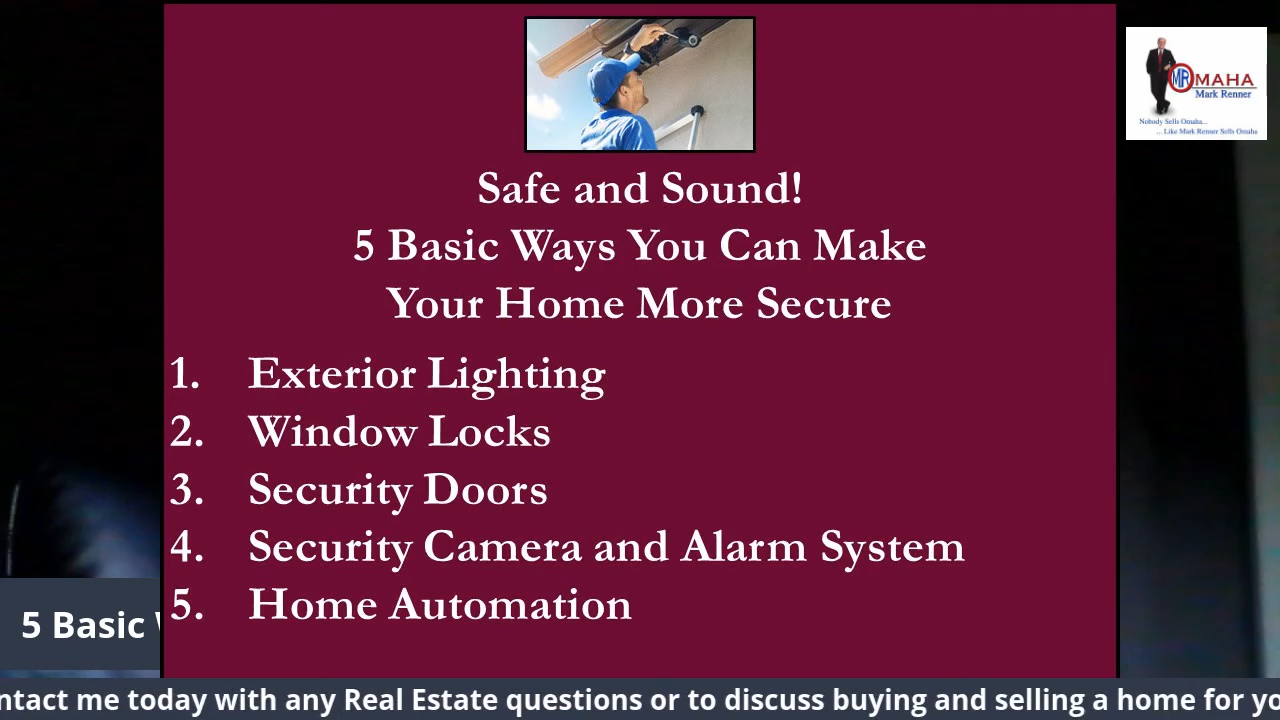 MR OMAHA
Mark Renner
Nobody Sells Omaha...
... Like Mark Renner Sells Omaha
Safe and Sound!
5 Basic Ways You Can Make
Your Home More Secure
1. Exterior Lighting
2. Window Locks
3. Security Doors
4. Security Camera and Alarm System
5. Home Automation
5 Basic
ntact me today with any Real Estate questions or to discuss buying and selling a home for yo